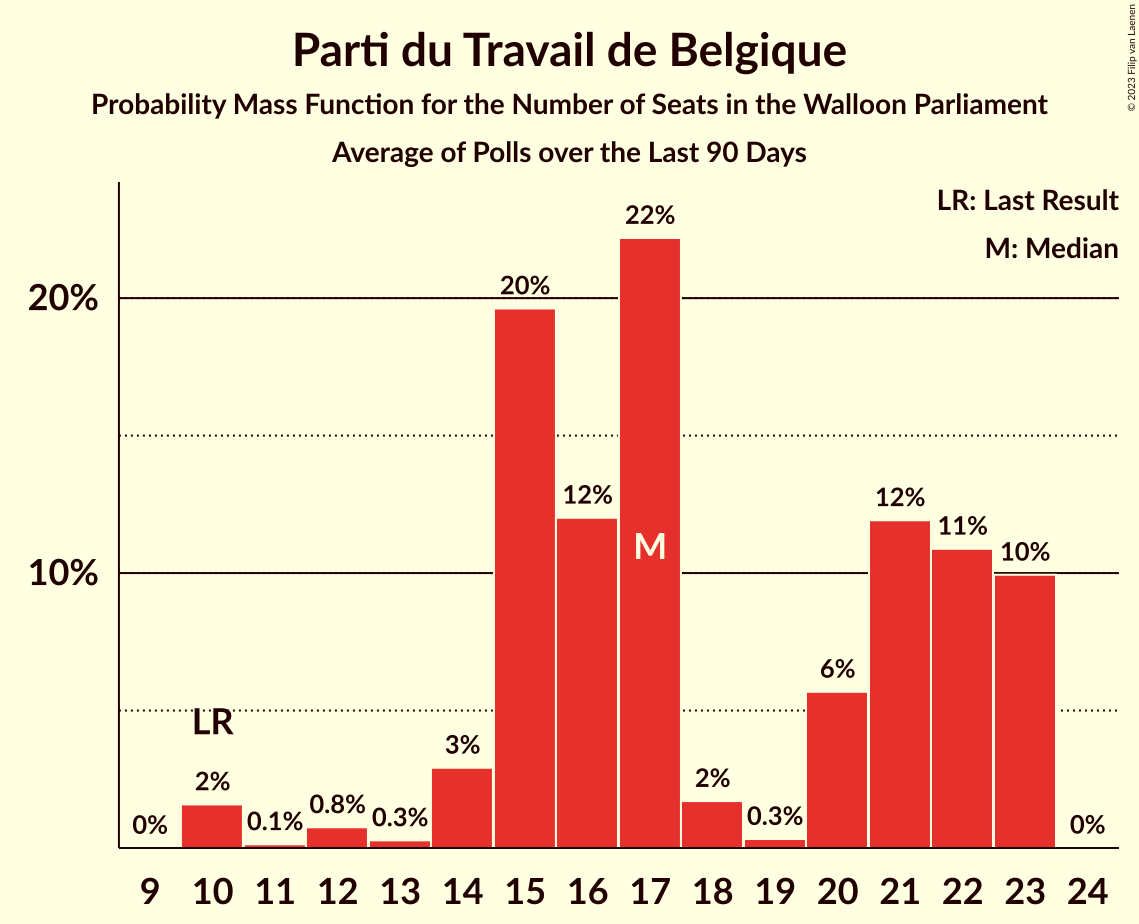 Parti du Travail de Belgique
Probability Mass Function for the Number of Seats in the Walloon Parliament
Average of Polls over the Last 90 Days
© 2023 Filip van Laenen
LR: Last Result
M: Median
20%
10%
0%
2%
0.1%
0.8%
0.3%
3%
20%
12%
22%
2%
0.3%
6%
12%
11%
10%
0%
LR
M
9 10 11 12 13 14 15 16 17 18 19 20 21 22 23 24